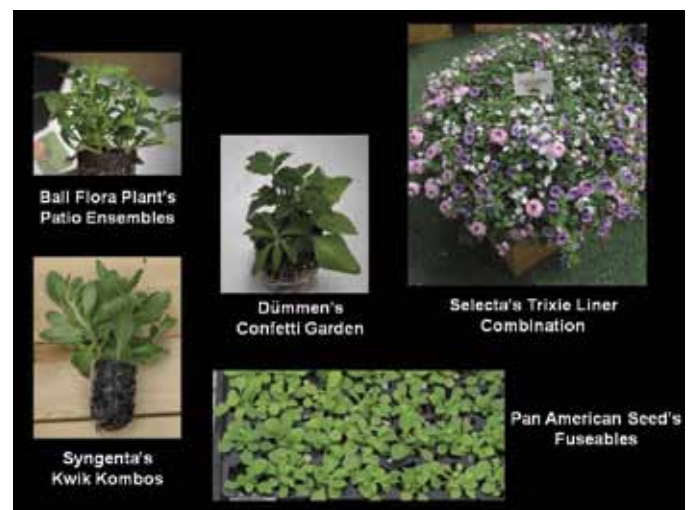 Ball Flora Plant's
Patio Ensembles
Dümmen's
Confetti Garden
Selecta's Trixie Liner
Combination
Syngenta's
Kwik Kombos
Pan American Seed's
Fuseables